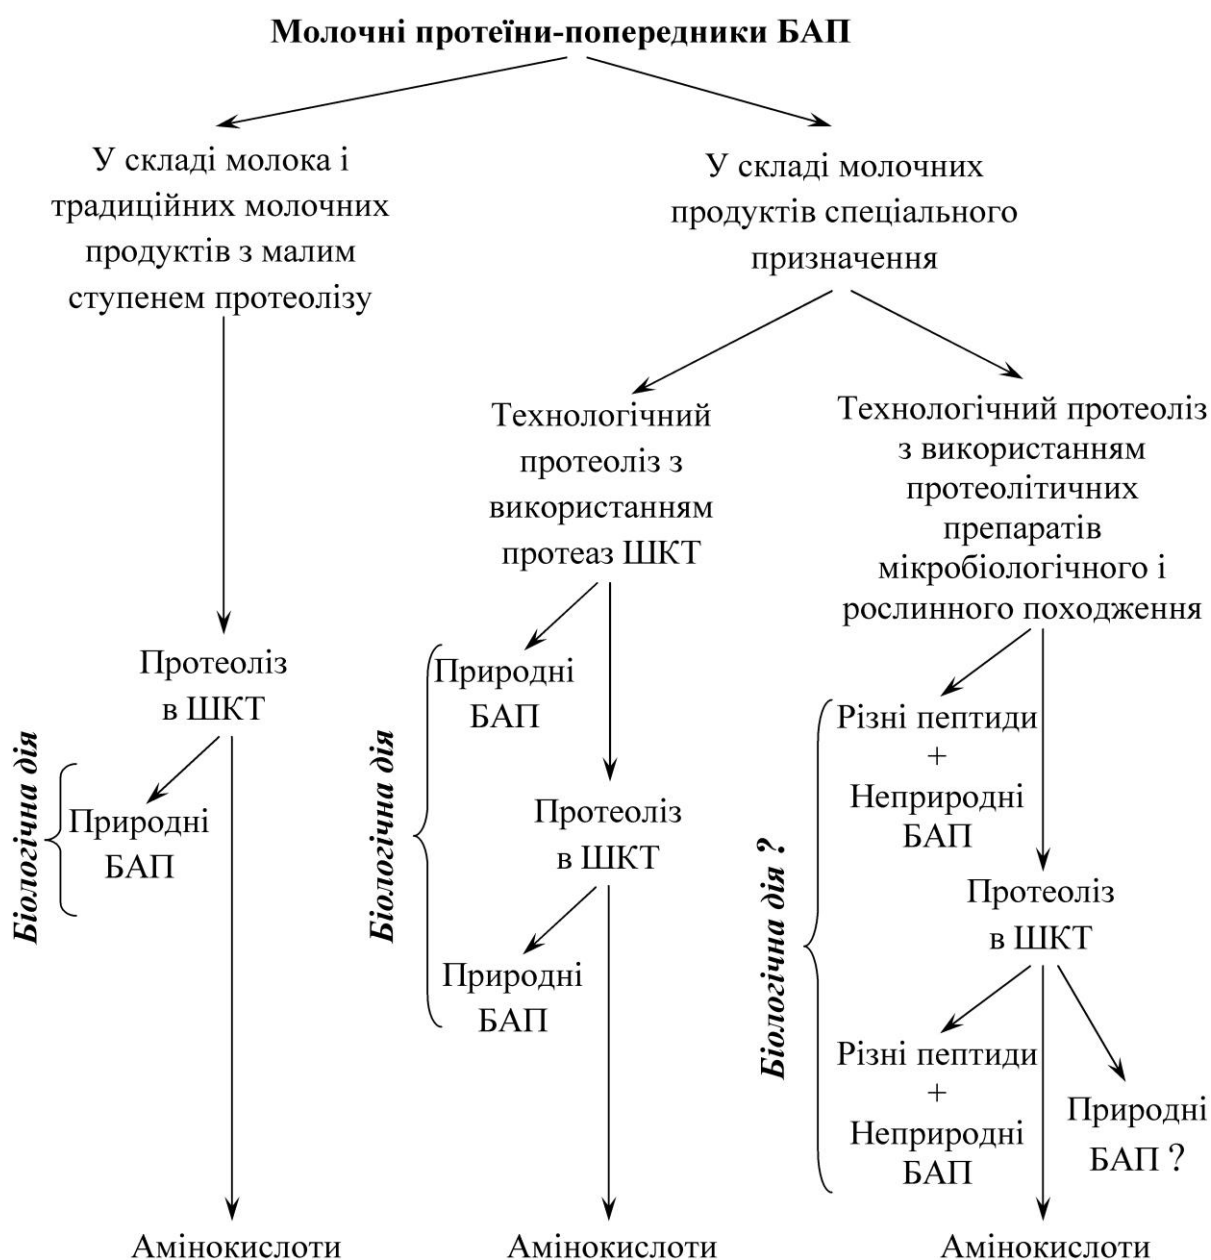 Молочні протеїни-попередники БАП
У складі молока і
традиційних молочних
продуктів з малим
ступенем протеолізу
У складі молочних
продуктів спеціального
призначення
Технологічний
протеоліз з
використанням
протеаз ШКТ
Технологічний протеоліз
з використанням
протеолітичних
препаратів
мікробіологічного і
рослинного походження
Протеоліз
в ШКТ
Біологічна дія
Природні
БАП
Амінокислоти
Біологічна дія
Природні
БАП
Протеоліз
в ШКТ
Природні
БАП
Амінокислоти
Біологічна дія ?
Різні пептиди
+
Неприродні
БАП
Протеоліз
в ШКТ
Різні пептиди
+
Неприродні
БАП
Природні
БАП ?
Амінокислоти